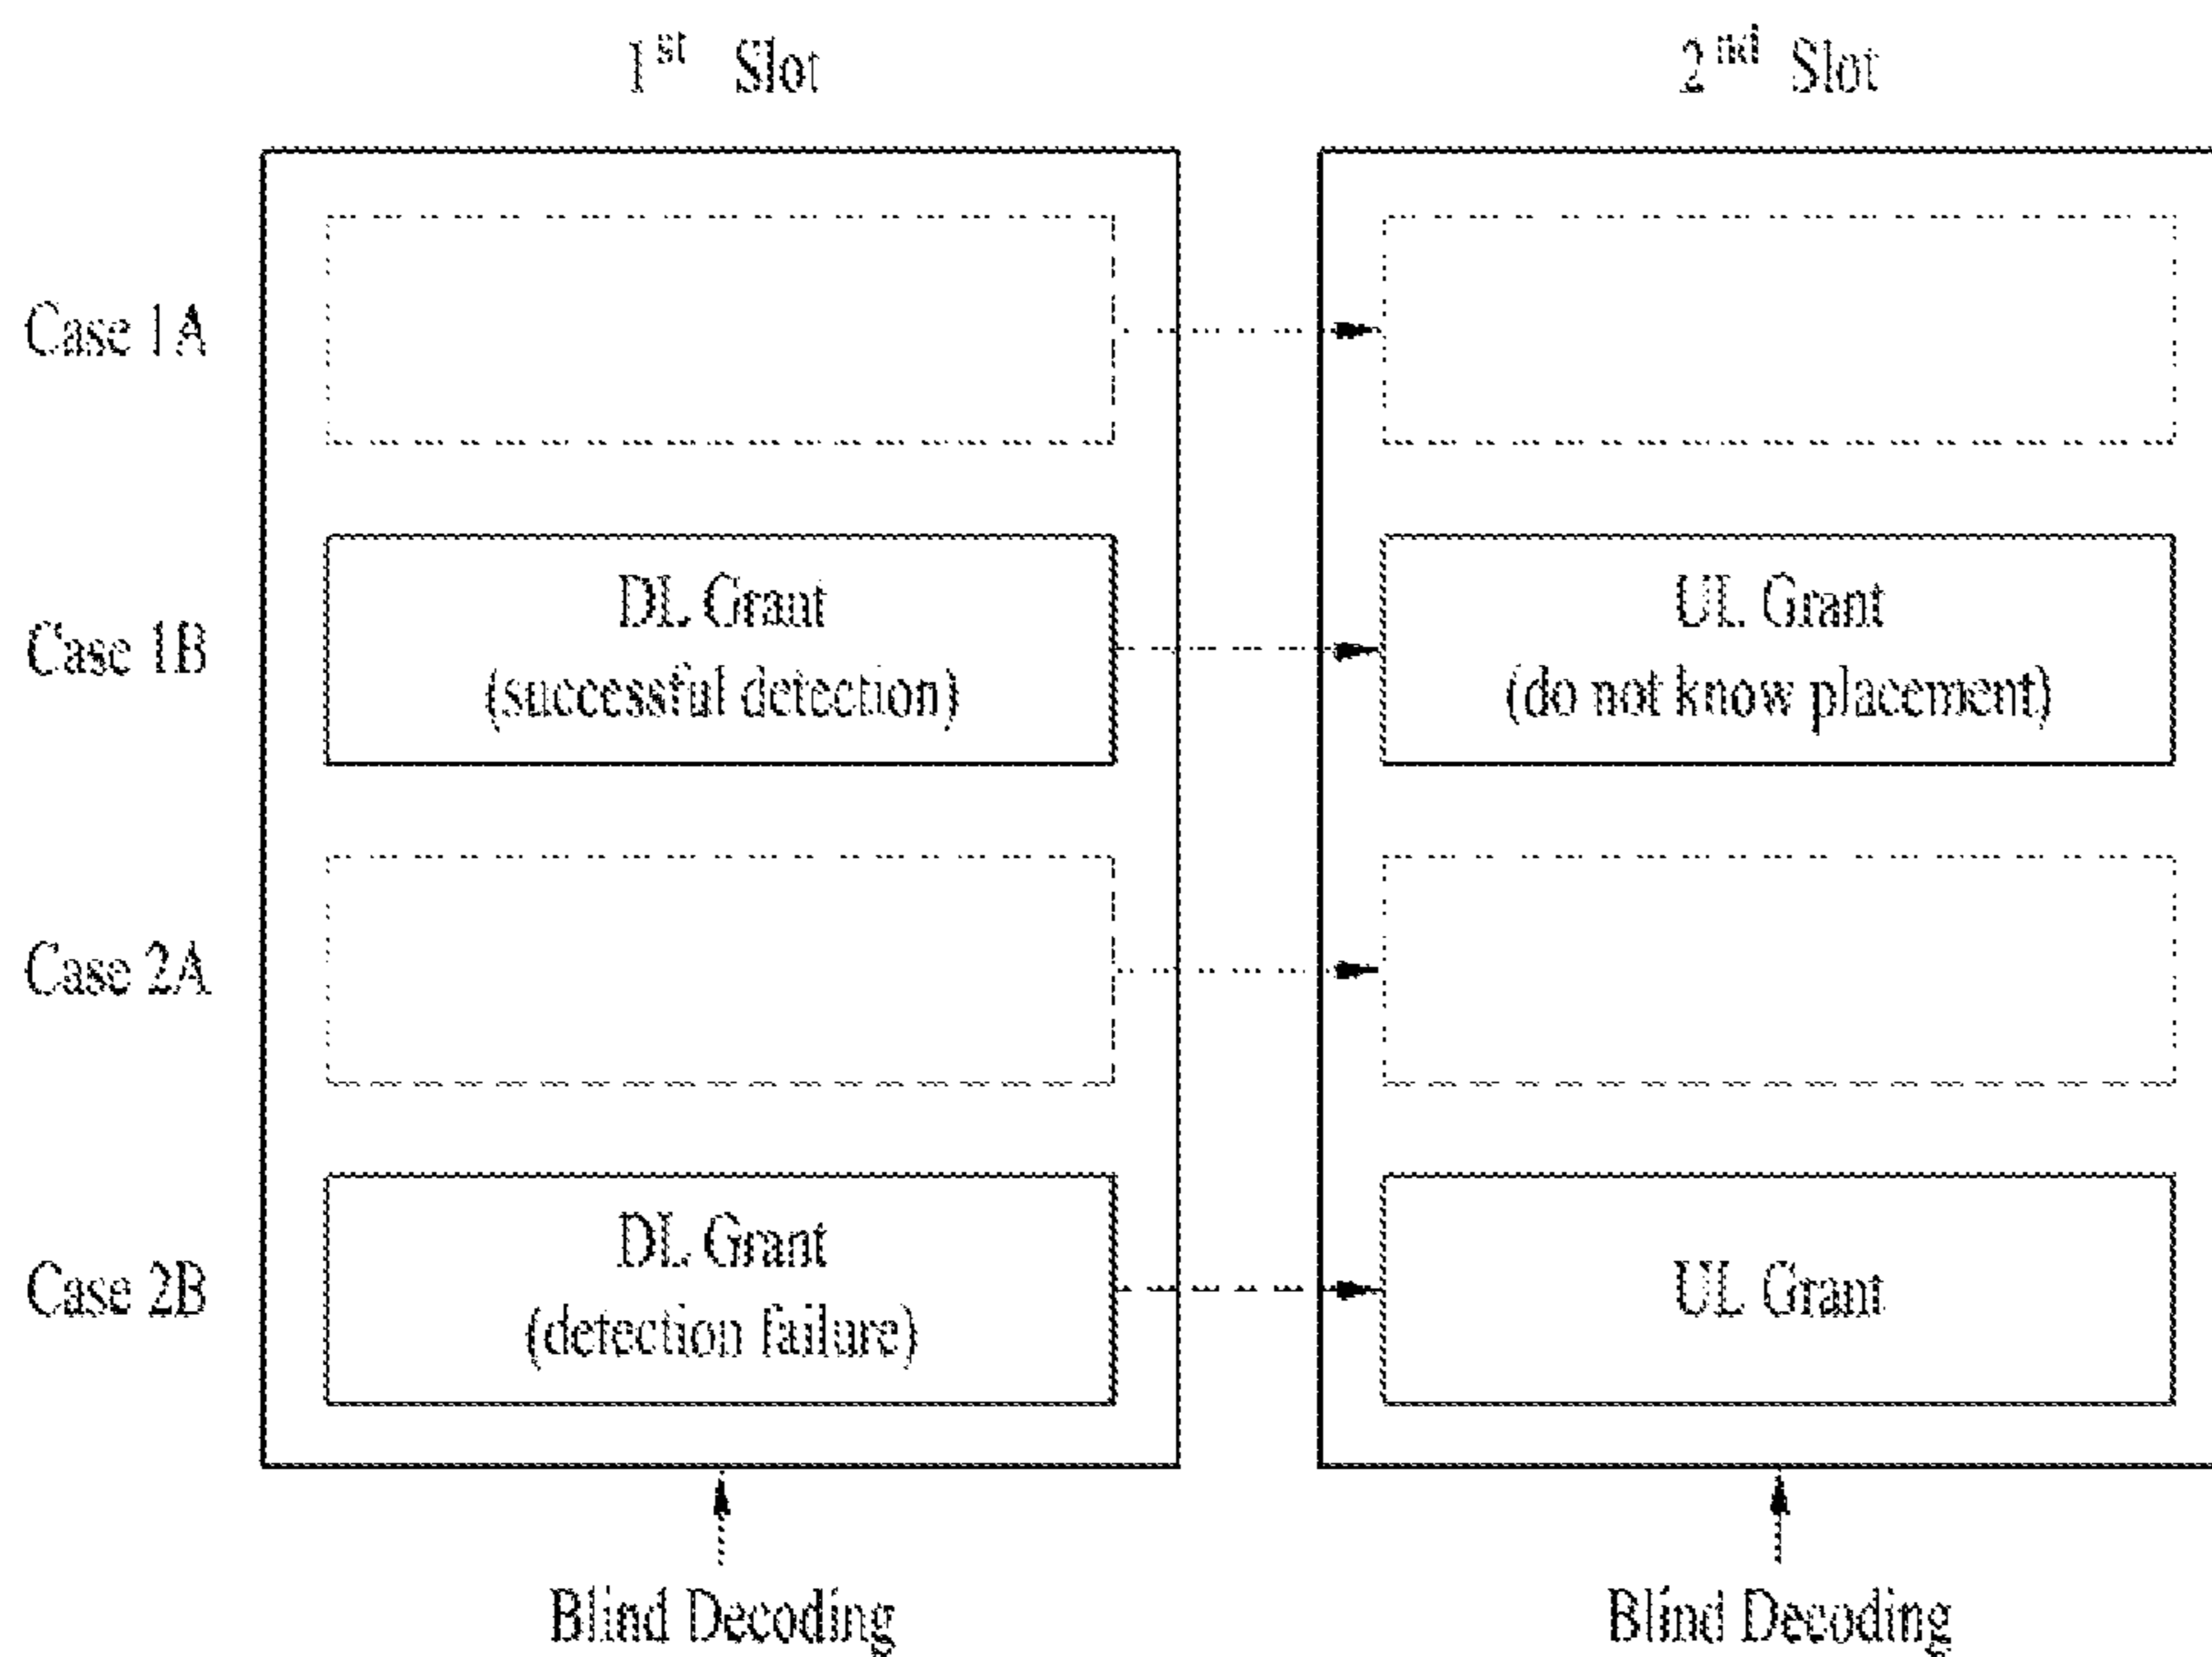 1st Slot
2nd Slot
Case 1A
Case 1B
DL Grant
(successful detection)
UL Grant
(do not know placement)
Case 2A
Case 2B
DL Grant
(detection failure)
UL Grant
Blind Decoding
Blind Decoding